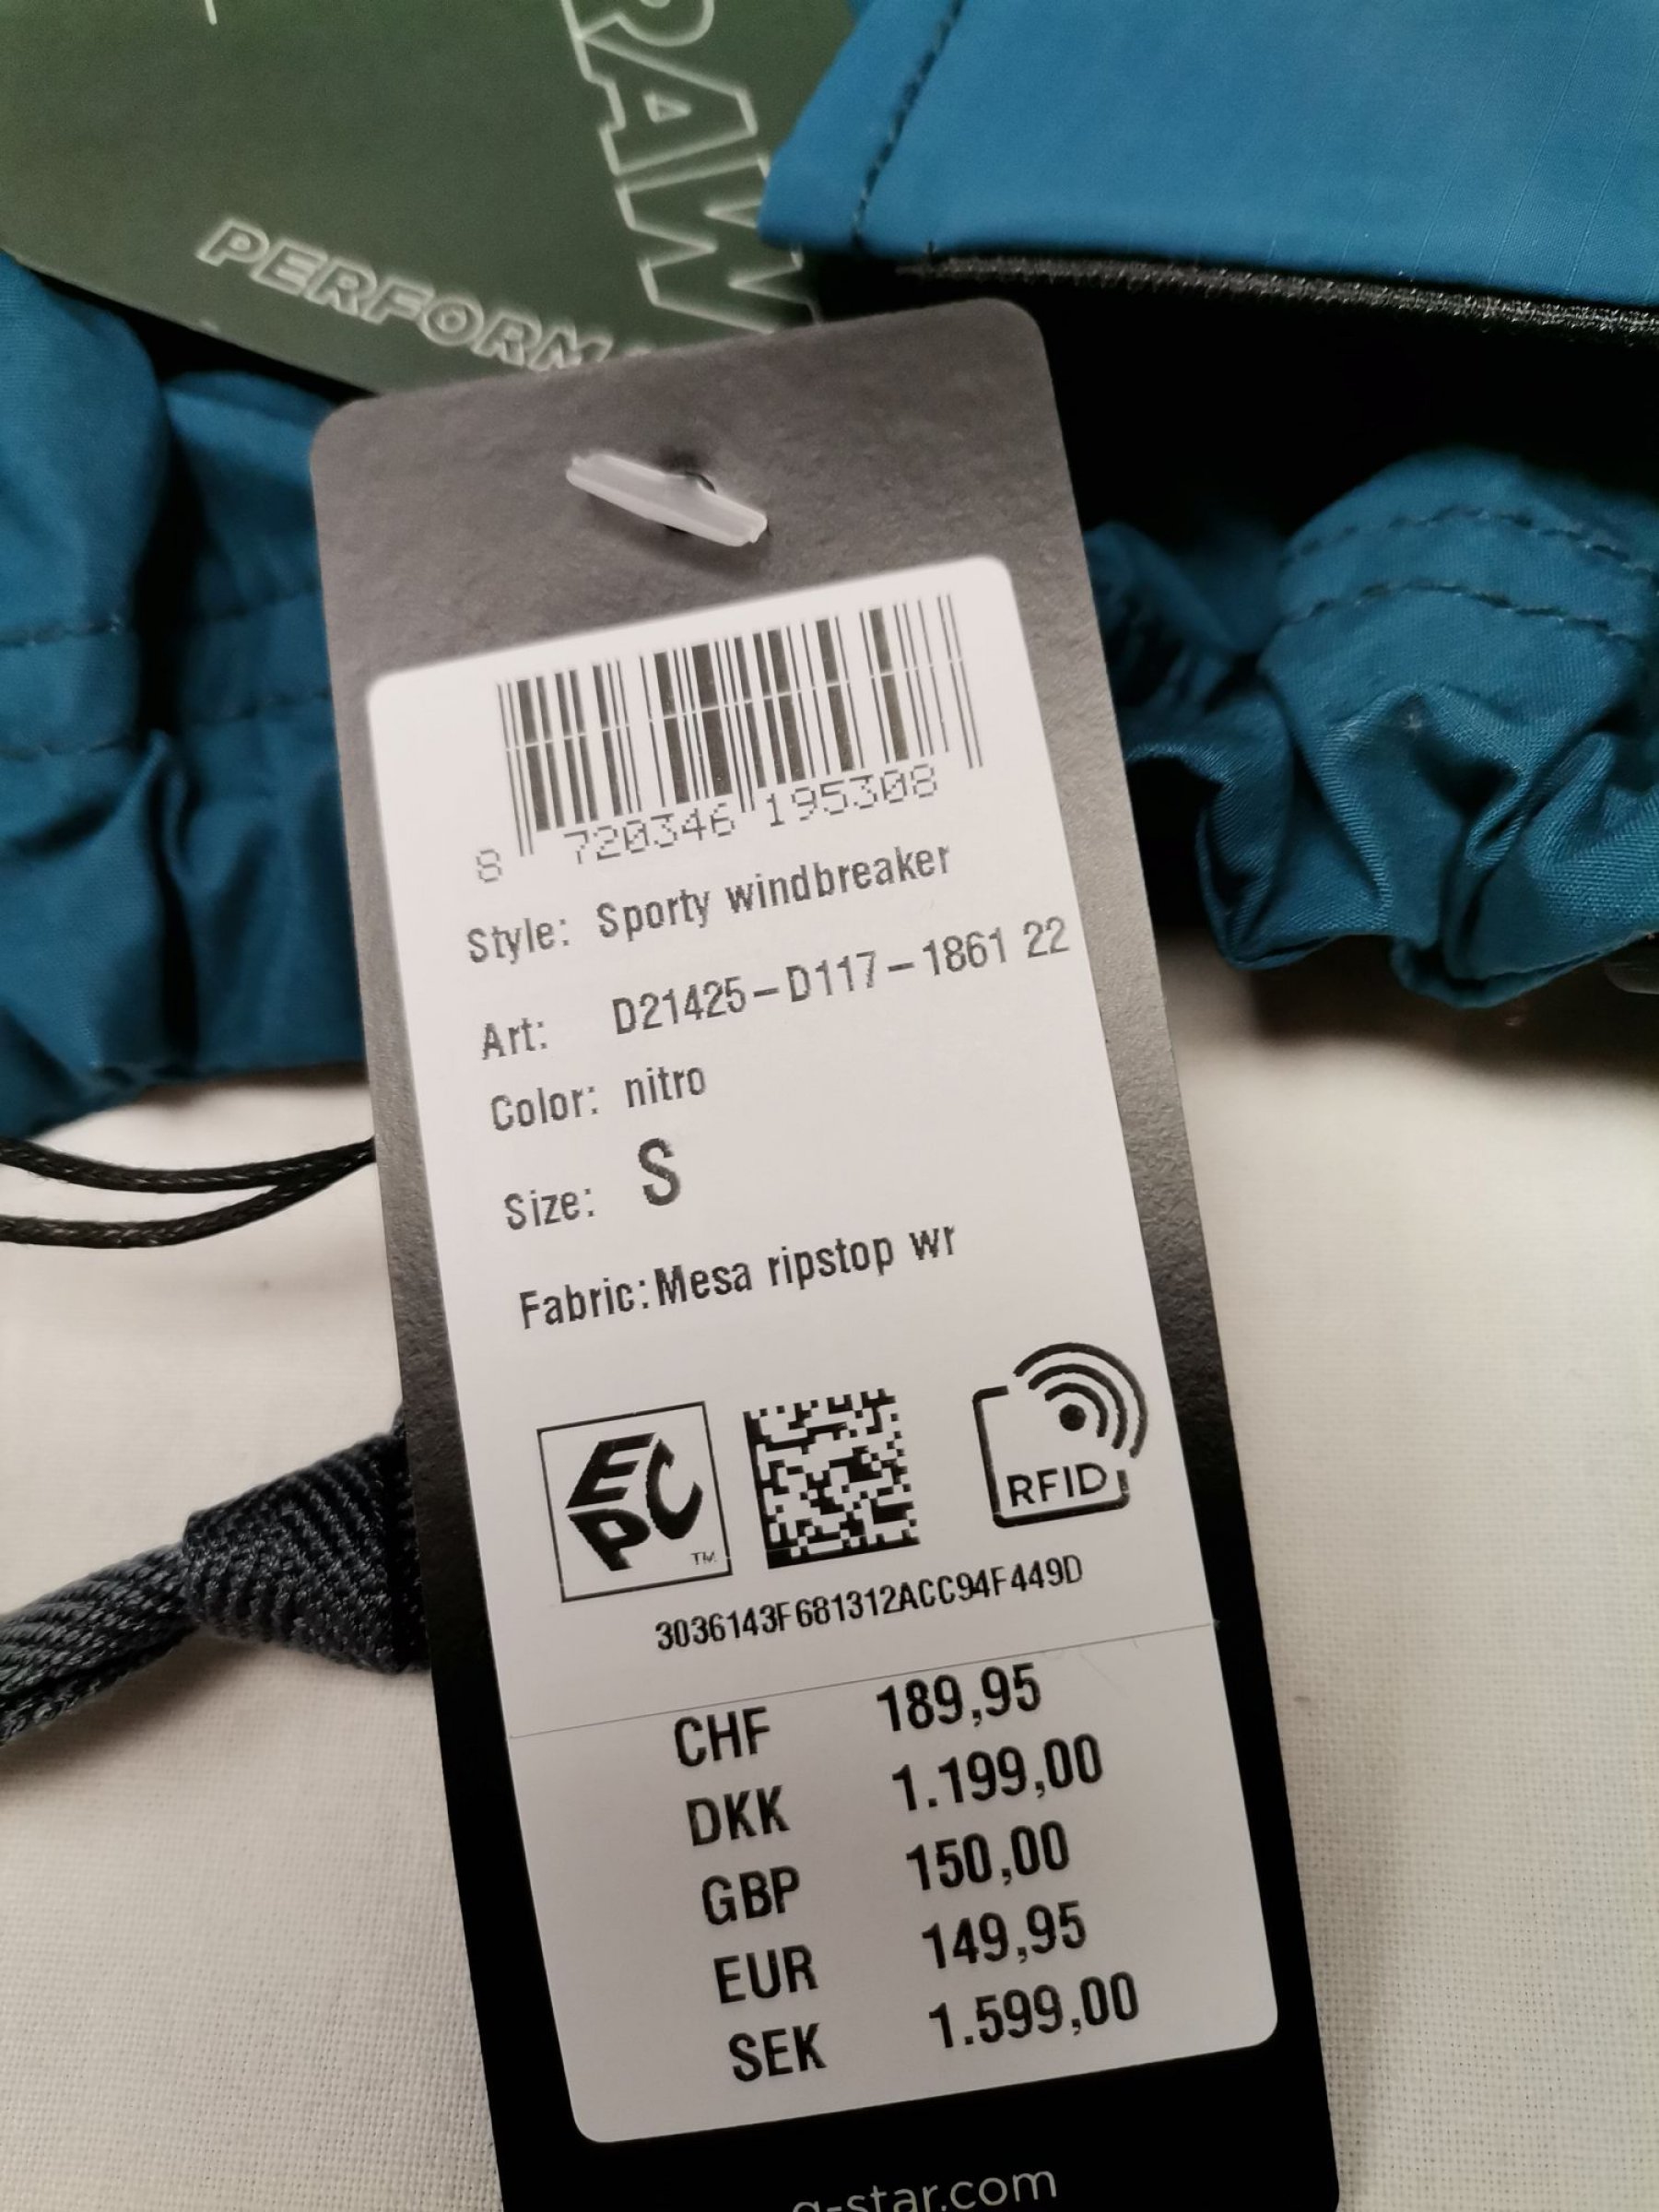 RAW
PERFORM
8 720346 195308
Style: Sporty windbreaker
Art: D21425-D117-1861 22
Color: nitro
Size: S
Fabric: Mesa ripstop wr
EPC TM
RFID
3036143F681312ACC94F449D
CHF 189,95
DKK 1.199,00
GBP 150,00
EUR 149,95
SEK 1.599,00
g-star.com